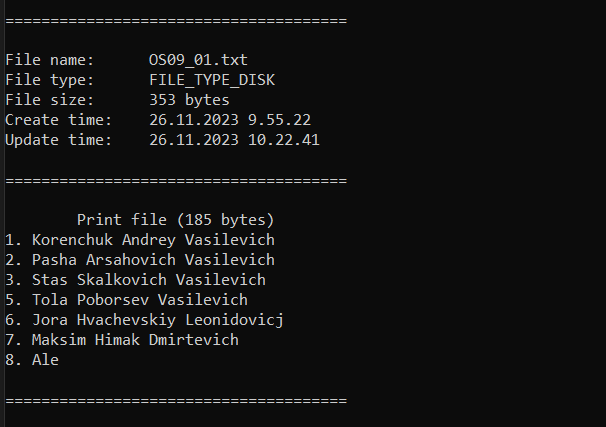 ======================================
File name:      OS09_01.txt
File type:      FILE_TYPE_DISK
File size:      353 bytes
Create time:    26.11.2023 9.55.22
Update time:    26.11.2023 10.22.41
======================================
        Print file (185 bytes)
1. Korenchuk Andrey Vasilevich
2. Pasha Arsahovich Vasilevich
3. Stas Skalkovich Vasilevich
5. Tola Poborsev Vasilevich
6. Jora Hvachevskiy Leonidovicj
7. Maksim Himak Dmirtevich
8. Ale
======================================